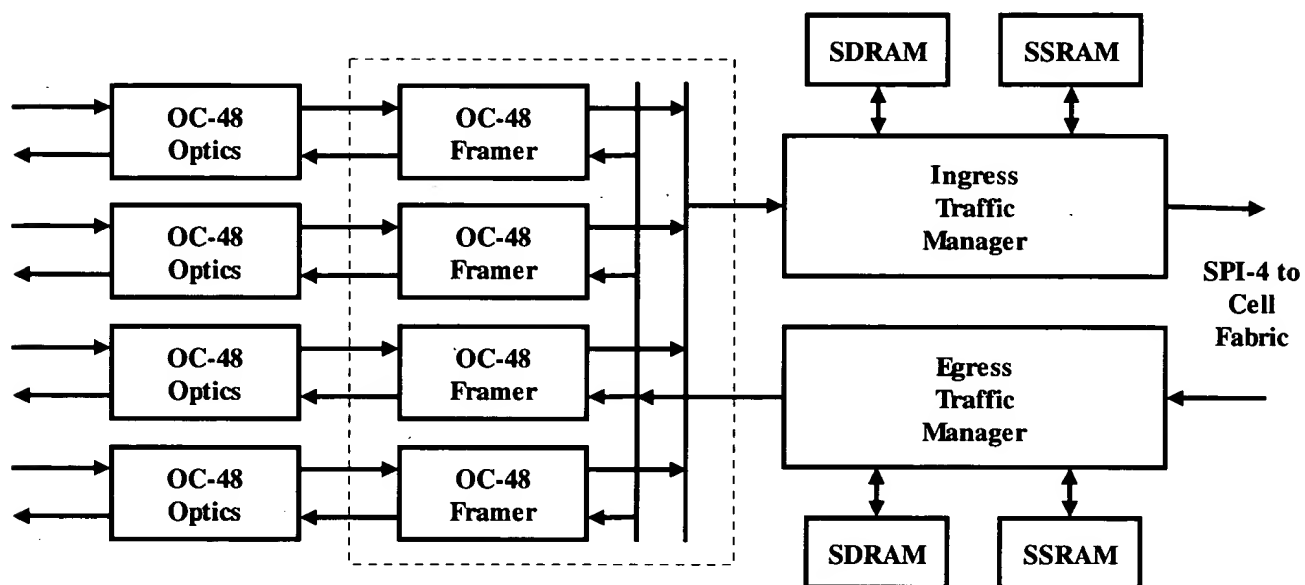 SDRAM
SSRAM
OC-48
Optics
OC-48
Framer
Ingress
Traffic
Manager
OC-48
Optics
OC-48
Framer
SPI-4 to
Cell
Fabric
OC-48
Optics
OC-48
Framer
Egress
Traffic
Manager
OC-48
Optics
OC-48
Framer
SDRAM
SSRAM